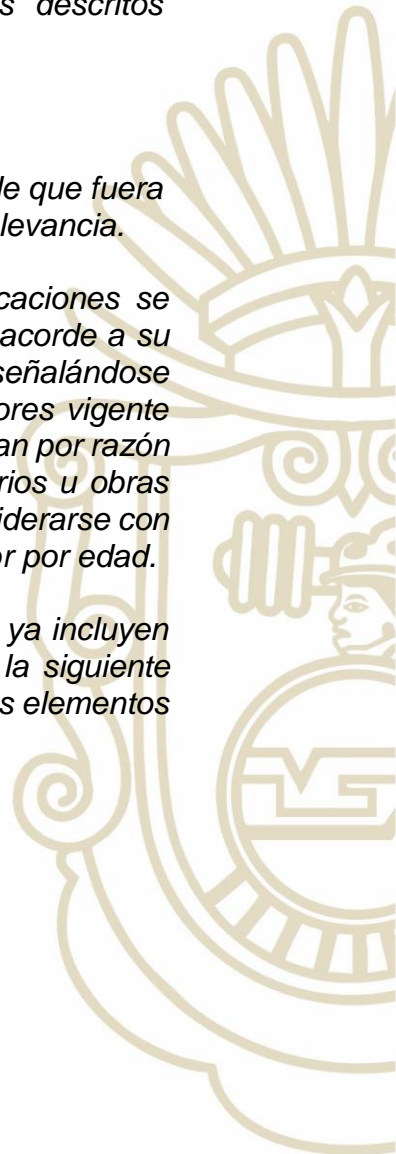 s descritos
le que fuera
levancia.
caciones se
acorde a su
señalándose
ores vigente
an por razón
rios u obras
iderarse con
or por edad.
ya incluyen
la siguiente
s elementos